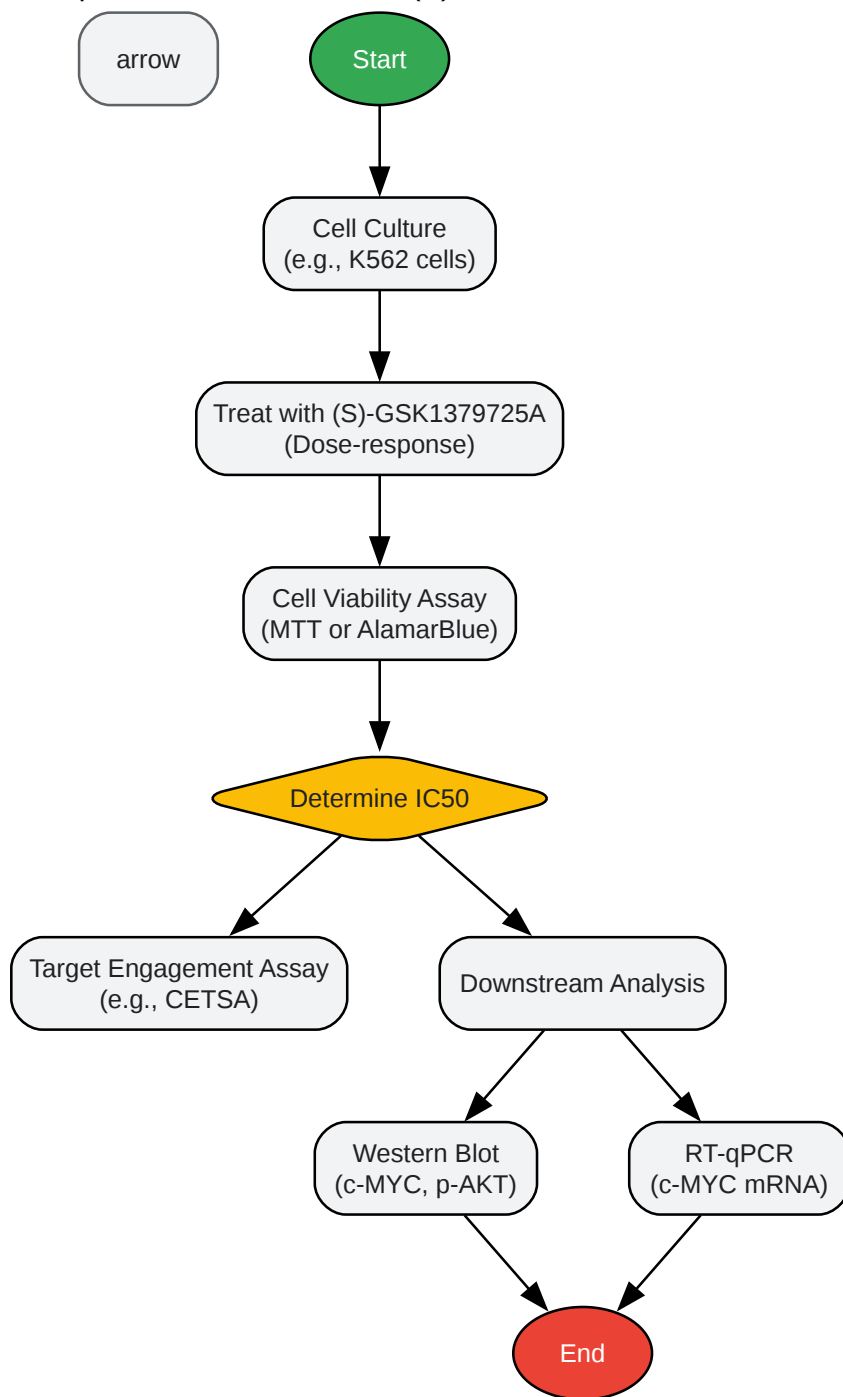 arrow
Start
Cell Culture
(e.g., K562 cells)
Treat with (S)-GSK1379725A
(Dose-response)
Cell Viability Assay
(MTT or AlamarBlue)
Determine IC50
Target Engagement Assay
(e.g., CETSA)
Downstream Analysis
Western Blot
(c-MYC, p-AKT)
RT-qPCR
(c-MYC mRNA)
End